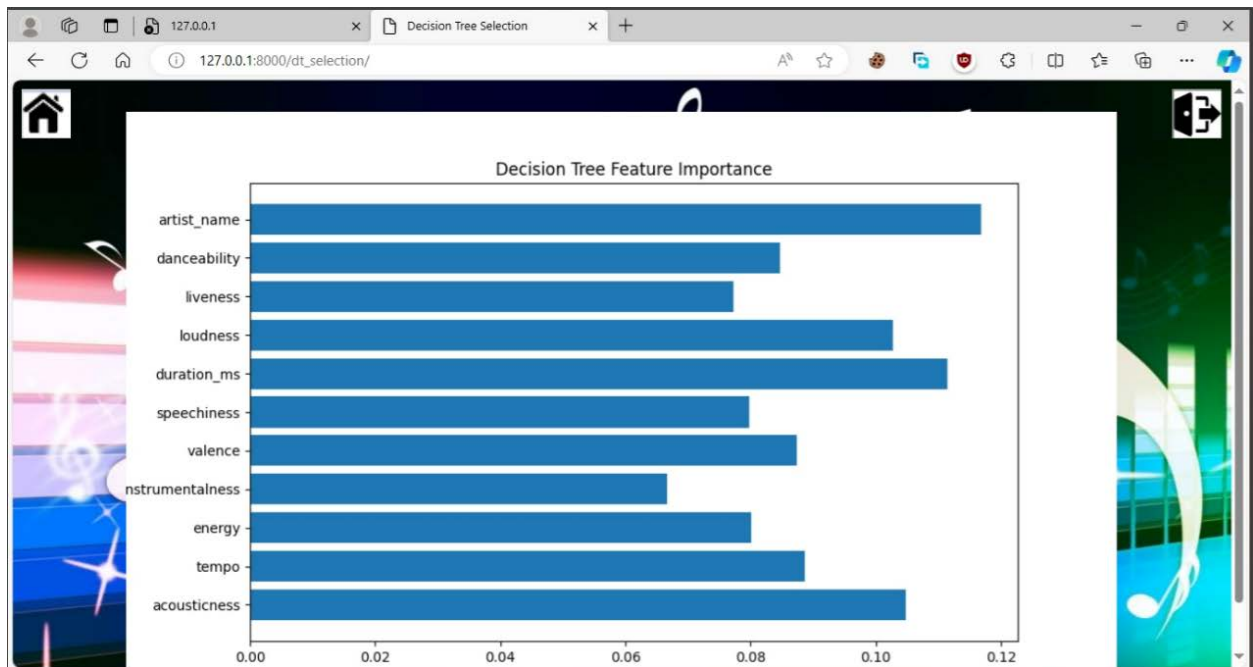 127.0.0.1
Decision Tree Selection
127.0.0.1:8000/dt_selection/
Decision Tree Feature Importance
artist_name
danceability
liveness
loudness
duration_ms
speechiness
valence
nstrumentalness
energy
tempo
acousticness
0.00 0.02 0.04 0.06 0.08 0.10 0.12